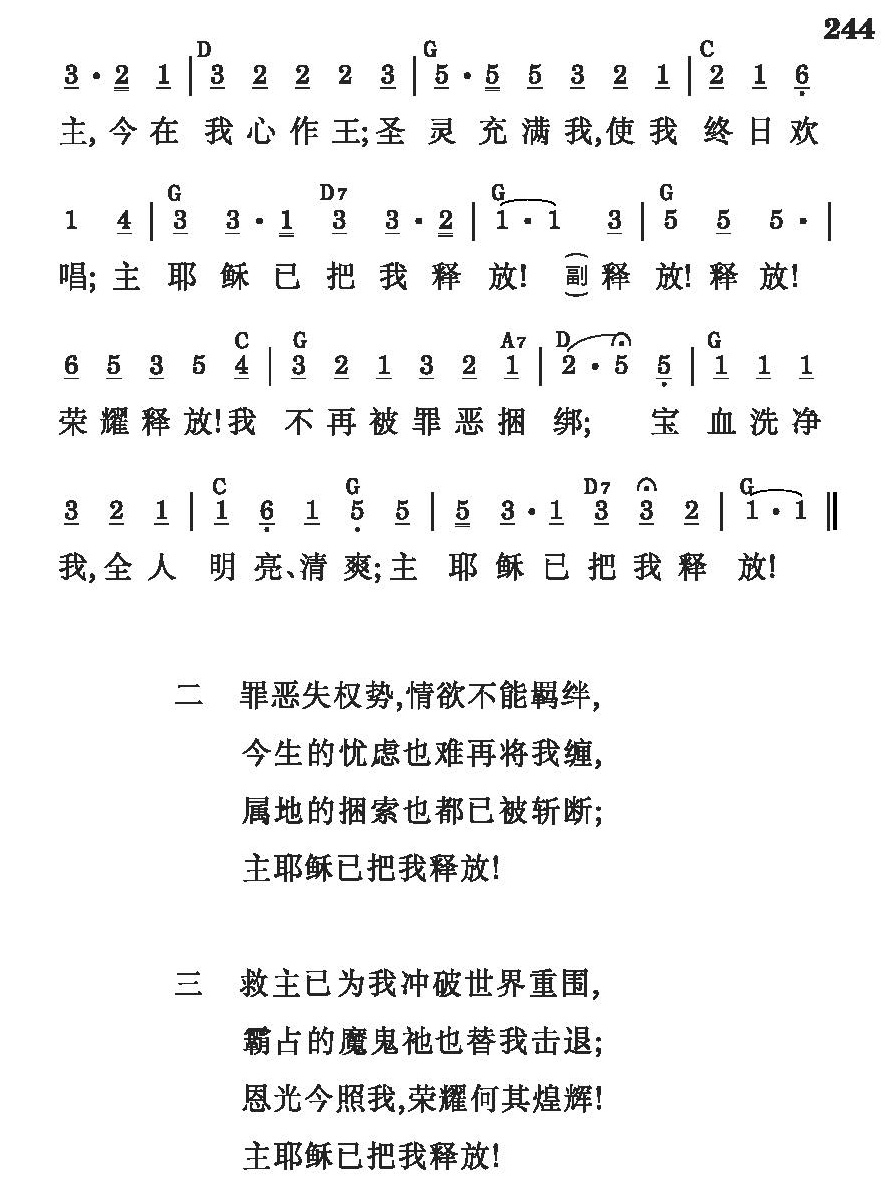 244
D G C
3 · 2 1 | 3 2 2 2 3 | 5 · 5 5 3 2 1 | 2 1 6
主, 今 在 我 心 作 王; 圣 灵 充 满 我, 使 我 终 日 欢
G D7 G G
1 4 | 3 3 · 1 3 3 · 2 | 1 · 1 3 | 5 5 5 · |
唱; 主 耶 稣 已 把 我 释 放! (副) 释 放! 释 放!
C G A7 D G
6 5 3 5 4 | 3 2 1 3 2 1 | 2 · 5 5 | 1 1 1
荣 耀 释 放! 我 不 再 被 罪 恶 捆 绑; 宝 血 洗 净
C G D7 G
3 2 1 | 1 6 1 5 5 | 5 3 · 1 3 3 2 | 1 · 1 ‖
我, 全 人 明 亮、清 爽; 主 耶 稣 已 把 我 释 放!
二 罪恶失权势,情欲不能羁绊,
今生的忧虑也难再将我缠,
属地的捆索也都已被斩断;
主耶稣已把我释放!
三 救主已为我冲破世界重围,
霸占的魔鬼祂也替我击退;
恩光今照我,荣耀何其煌辉!
主耶稣已把我释放!